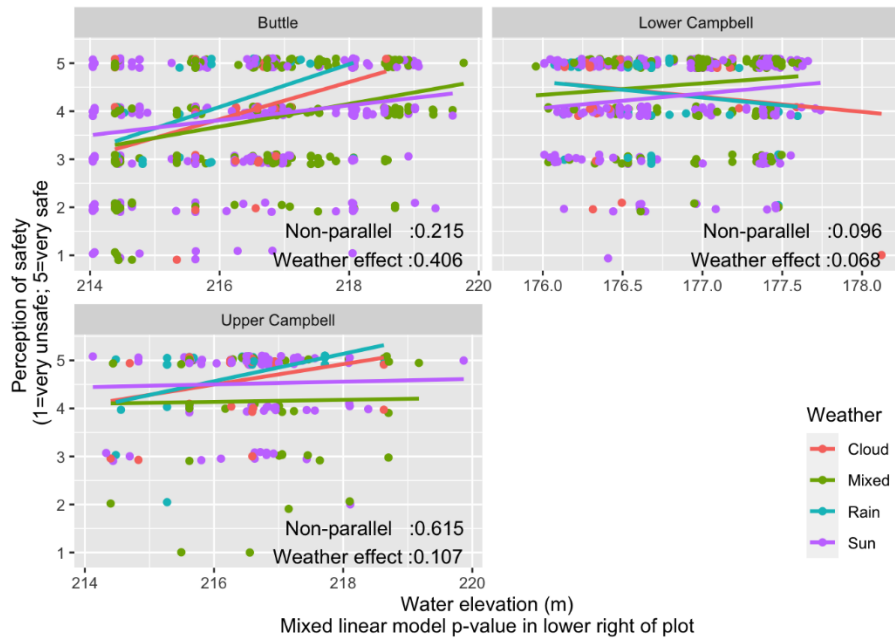 Buttle
Lower Campbell
5
4
3
2
1
Non-parallel :0.215
Weather effect :0.406
Non-parallel :0.096
Weather effect :0.068
214
216
218
220
176.0
176.5
177.0
177.5
178.0
Perception of safety
(1=very unsafe; 5=very safe
Upper Campbell
5
4
3
2
1
Non-parallel :0.615
Weather effect :0.107
214
216
218
220
Weather
Cloud
Mixed
Rain
Sun
Water elevation (m)
Mixed linear model p-value in lower right of plot